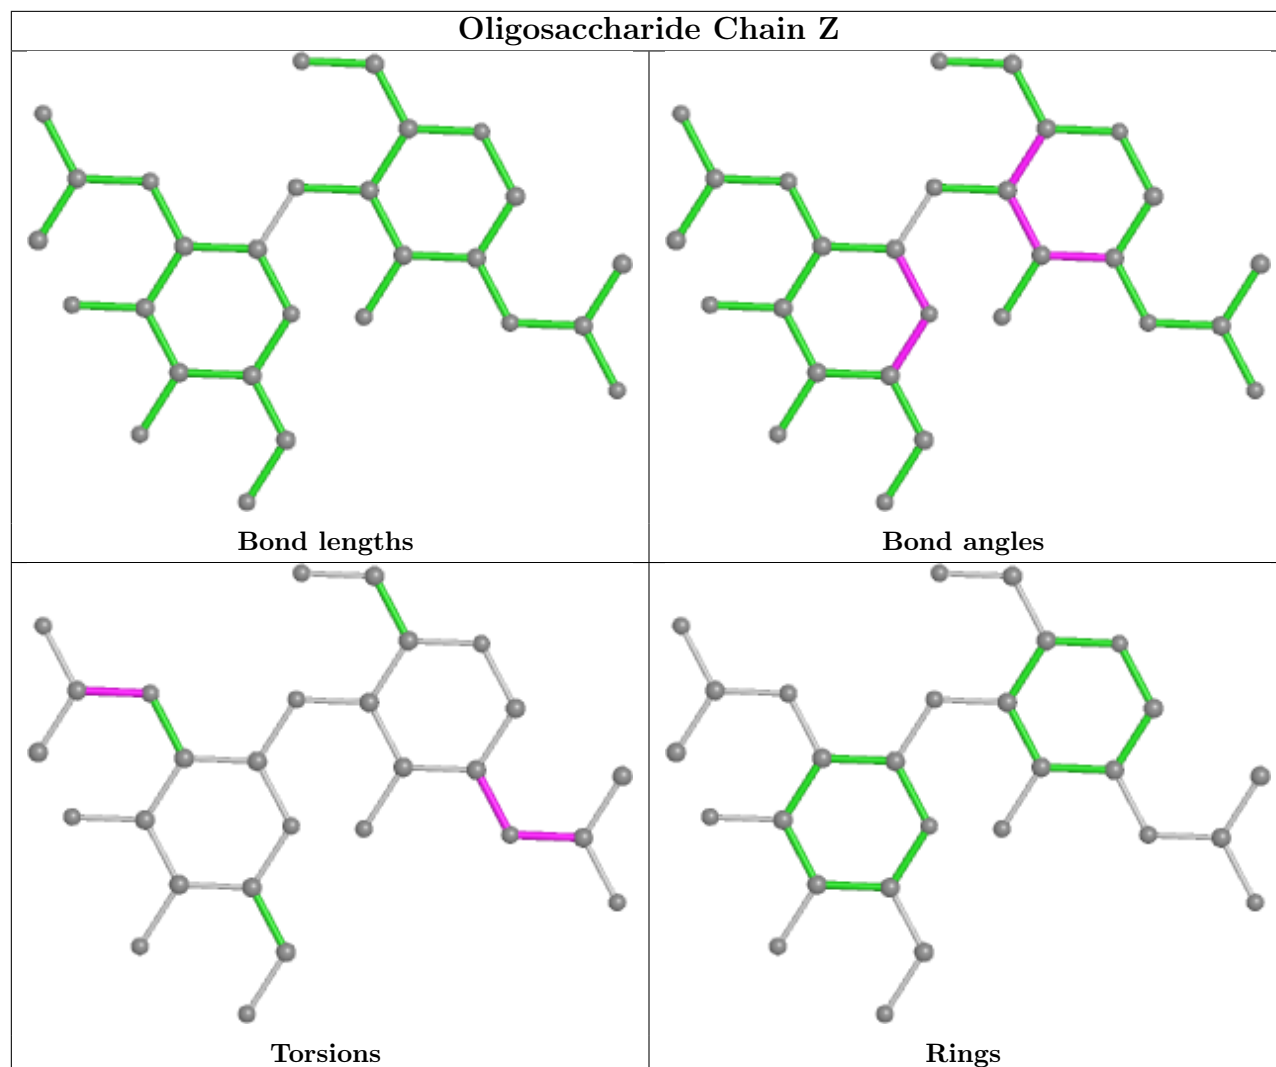 Oligosaccharide Chain Z
Bond lengths
Bond angles
Torsions
Rings